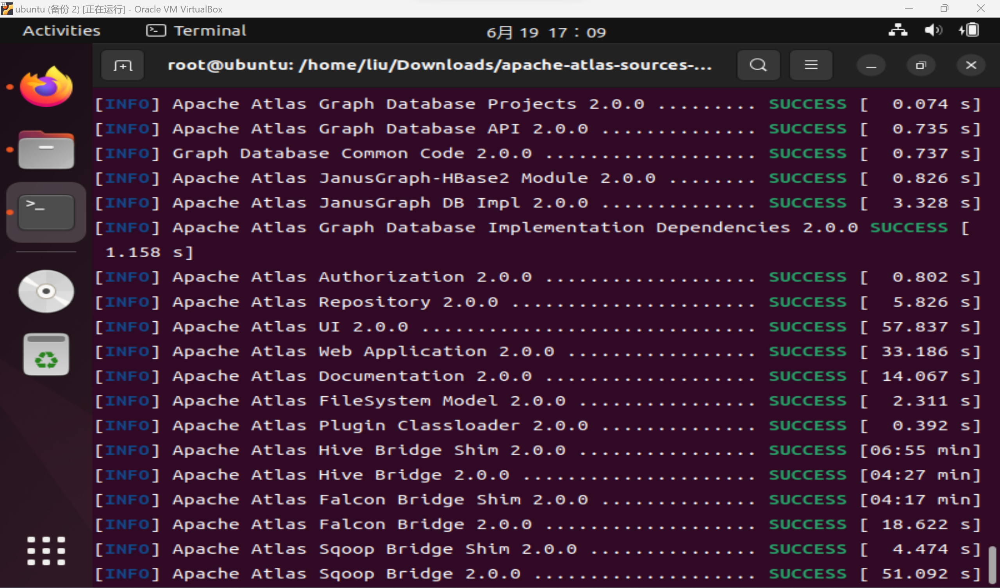 64
ubuntu (备份 2) [正在运行] - Oracle VM VirtualBox
Activities Terminal 6月 19 17：09
root@ubuntu: /home/liu/Downloads/apache-atlas-sources-...
[INFO] Apache Atlas Graph Database Projects 2.0.0 ......... SUCCESS [  0.074 s]
[INFO] Apache Atlas Graph Database API 2.0.0 .............. SUCCESS [  0.735 s]
[INFO] Graph Database Common Code 2.0.0 ................... SUCCESS [  0.737 s]
[INFO] Apache Atlas JanusGraph-HBase2 Module 2.0.0 ........ SUCCESS [  0.826 s]
[INFO] Apache Atlas JanusGraph DB Impl 2.0.0 .............. SUCCESS [  3.328 s]
[INFO] Apache Atlas Graph Database Implementation Dependencies 2.0.0 SUCCESS [
 1.158 s]
[INFO] Apache Atlas Authorization 2.0.0 ................... SUCCESS [  0.802 s]
[INFO] Apache Atlas Repository 2.0.0 ...................... SUCCESS [  5.826 s]
[INFO] Apache Atlas UI 2.0.0 .............................. SUCCESS [ 57.837 s]
[INFO] Apache Atlas Web Application 2.0.0 ................. SUCCESS [ 33.186 s]
[INFO] Apache Atlas Documentation 2.0.0 ................... SUCCESS [ 14.067 s]
[INFO] Apache Atlas FileSystem Model 2.0.0 ................ SUCCESS [  2.311 s]
[INFO] Apache Atlas Plugin Classloader 2.0.0 .............. SUCCESS [  0.392 s]
[INFO] Apache Atlas Hive Bridge Shim 2.0.0 ................ SUCCESS [06:55 min]
[INFO] Apache Atlas Hive Bridge 2.0.0 ..................... SUCCESS [04:27 min]
[INFO] Apache Atlas Falcon Bridge Shim 2.0.0 .............. SUCCESS [04:17 min]
[INFO] Apache Atlas Falcon Bridge 2.0.0 ................... SUCCESS [ 18.622 s]
[INFO] Apache Atlas Sqoop Bridge Shim 2.0.0 ............... SUCCESS [  4.474 s]
[INFO] Apache Atlas Sqoop Bridge 2.0.0 .................... SUCCESS [ 51.092 s]